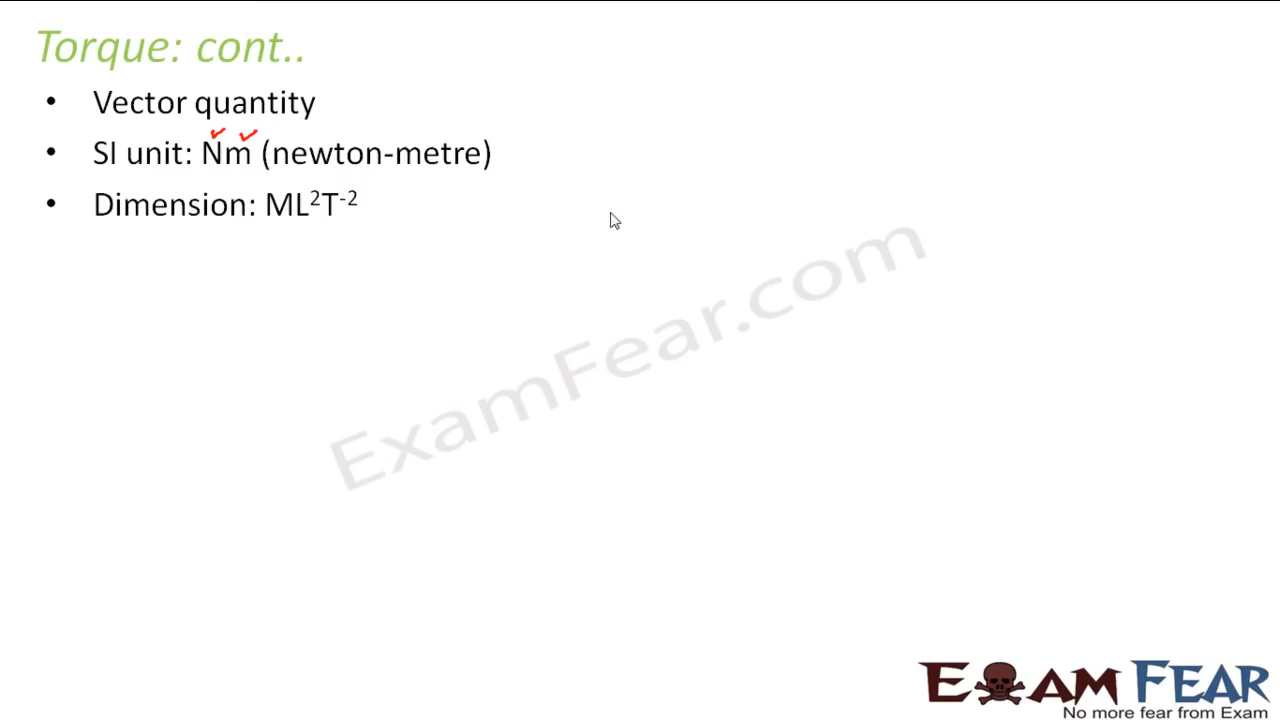 Torque: cont..
• Vector quantity
• SI unit: Nm (newton-metre)
• Dimension: ML²T⁻²
ExamFear.com
EXAM FEAR
No more fear from Exam